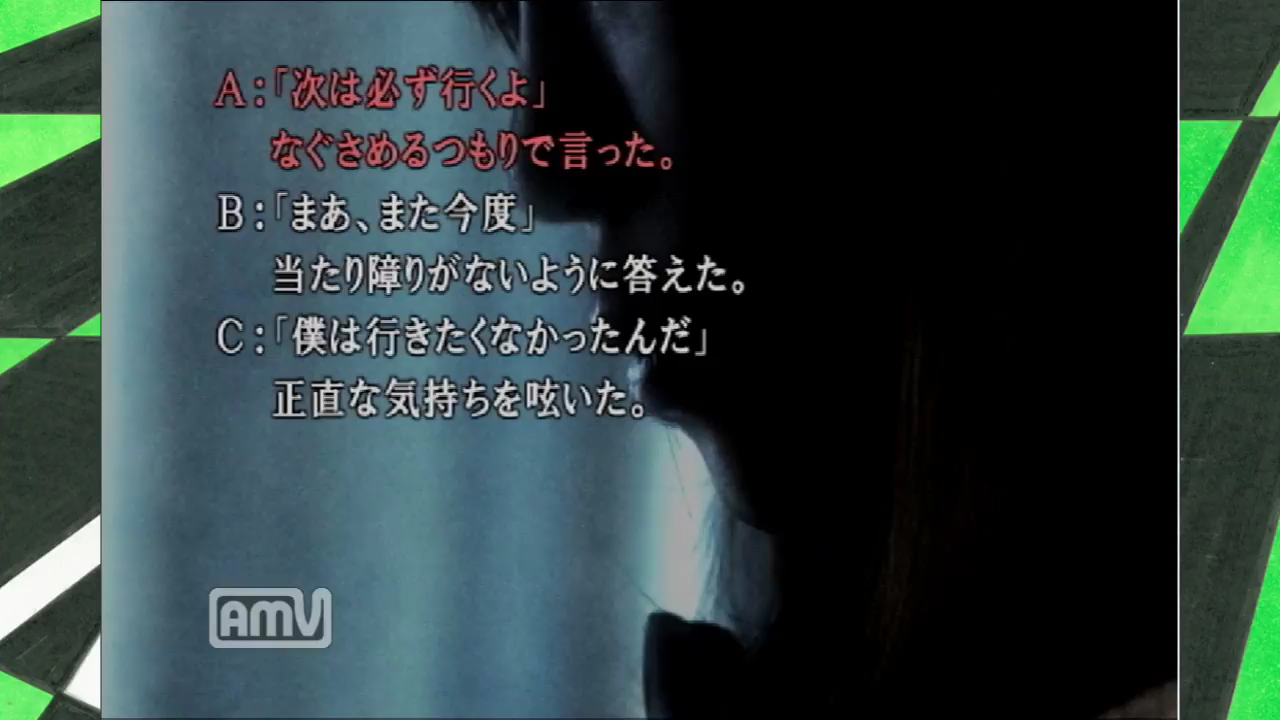 A:「次は必ず行くよ」
なぐさめるつもりで言った。
B:「まあ、また今度」
当たり障りがないように答えた。
C:「僕は行きたくなかったんだ」
正直な気持ちを呟いた。
AMV